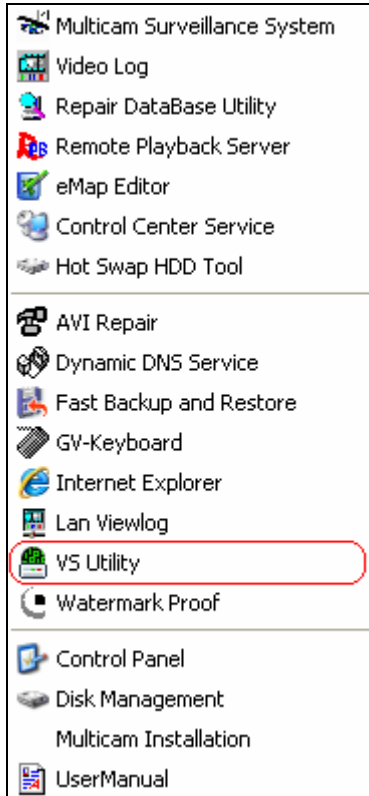 Multicam Surveillance System
Video Log
Repair DataBase Utility
Remote Playback Server
eMap Editor
Control Center Service
Hot Swap HDD Tool
AVI Repair
Dynamic DNS Service
Fast Backup and Restore
GV-Keyboard
Internet Explorer
Lan Viewlog
VS Utility
Watermark Proof
Control Panel
Disk Management
Multicam Installation
UserManual